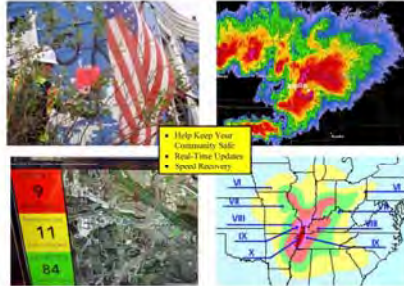 • Help Keep Your
Community Safe
• Real-Time Updates
• Speed Recovery
9
11
84
VI
VI
VII
VII
VIII
VIII
IX
IX
X